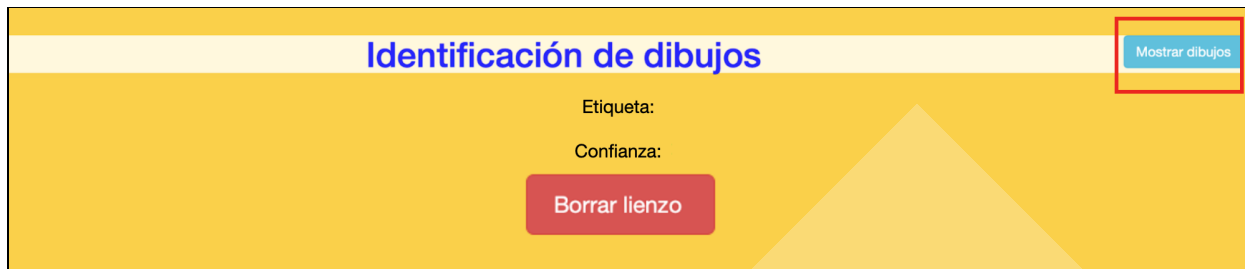 Identificación de dibujos
Mostrar dibujos
Etiqueta:
Confianza:
Borrar lienzo